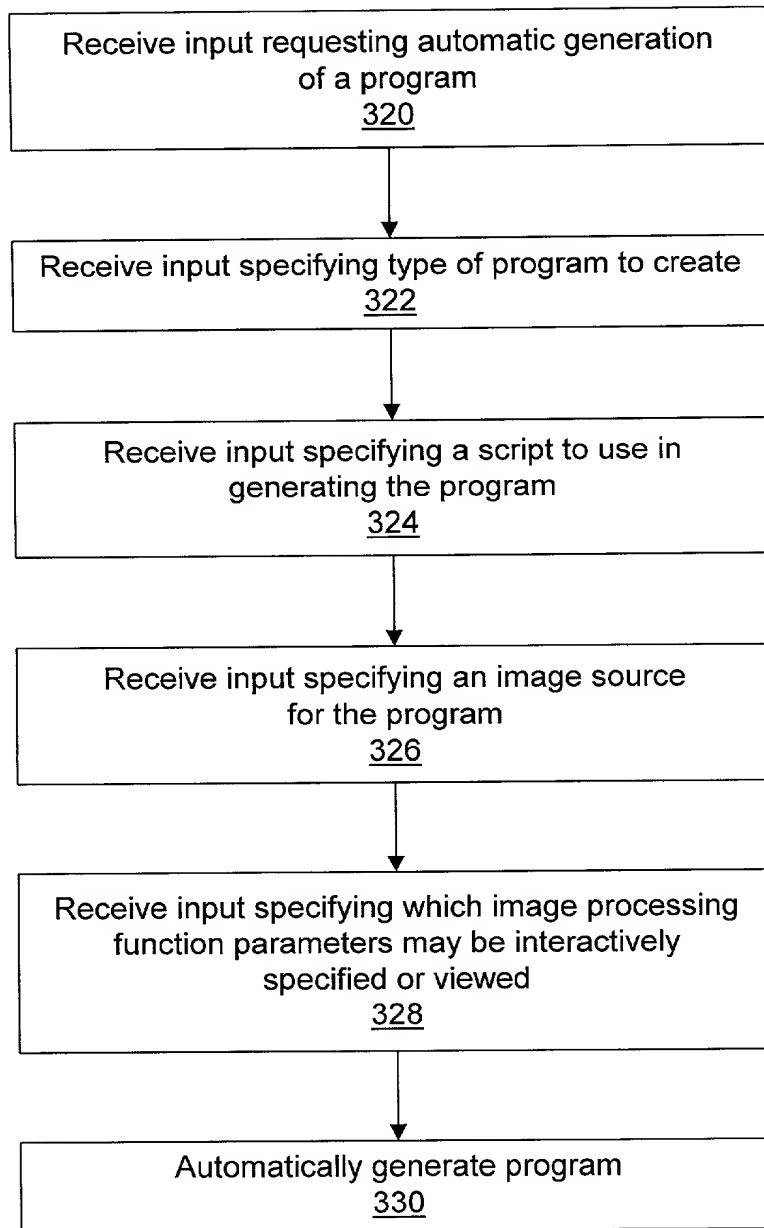 Receive input requesting automatic generation
of a program
320
Receive input specifying type of program to create
322
Receive input specifying a script to use in
generating the program
324
Receive input specifying an image source
for the program
326
Receive input specifying which image processing
function parameters may be interactively
specified or viewed
328
Automatically generate program
330